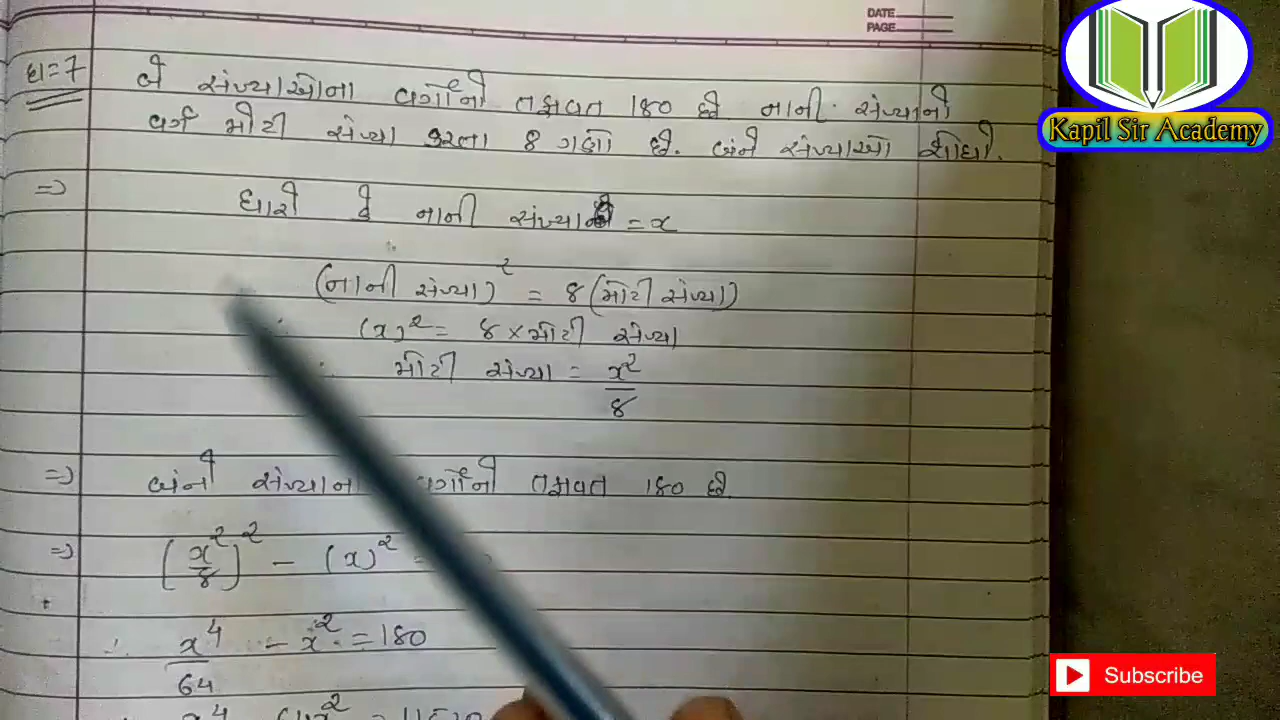 DATE
PAGE
દા=7 બે સંખ્યાઓના વર્ગોનો તફાવત 180 છે નાની સંખ્યાનો
વર્ગ મોટી સંખ્યા કરતા 8 ગણો છે. બંને સંખ્યાઓ શોધો.
=> ધારો કે નાની સંખ્યા = x
(નાની સંખ્યા)² = 8 (મોટી સંખ્યા)
∴ (x)² = 8 × મોટી સંખ્યા
∴ મોટી સંખ્યા = x²/8
=> બંને સંખ્યાના વર્ગોનો તફાવત 180 છે
=> (x²/8)² - (x)² =
∴ x⁴/64 - x² = 180
Kapil Sir Academy
Subscribe